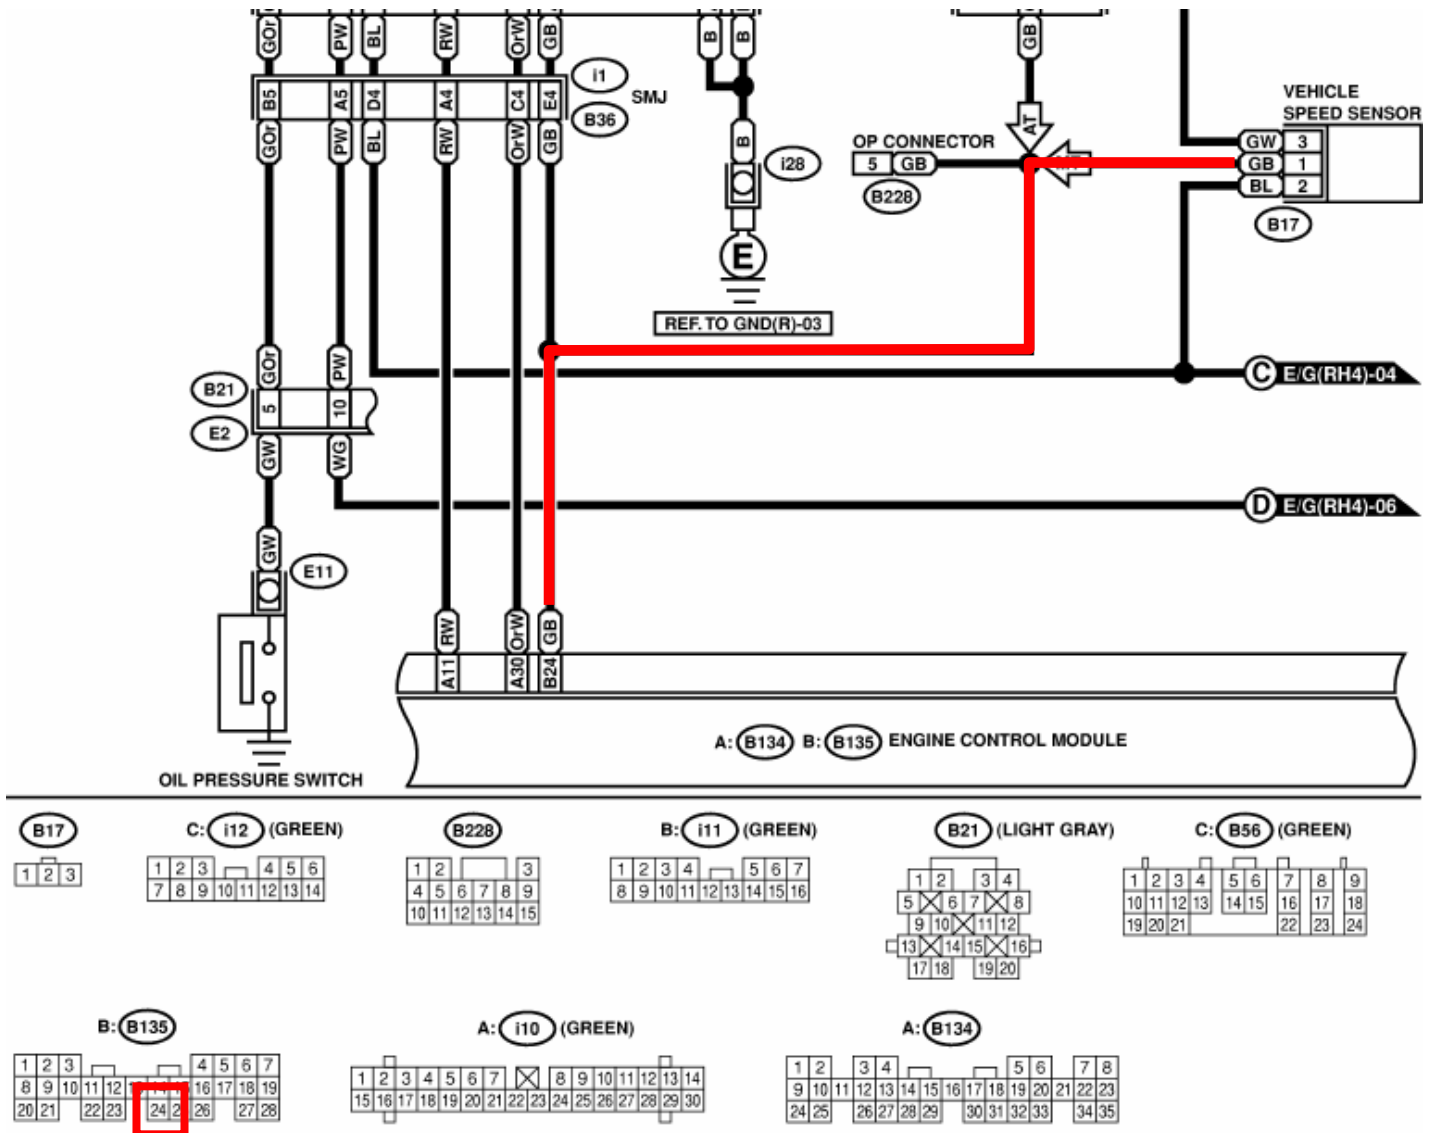 GOr PW BL RW OrW GB B B GB
B5 A5 D4 A4 C4 E4
i1
SMJ
B36
GOr PW BL RW OrW GB B
i28
AT
OP CONNECTOR
5 GB
B228
VEHICLE
SPEED SENSOR
GW 3
GB 1
BL 2
B17
E
REF. TO GND(R)-03
GOr PW
C E/G(RH4)-04
B21
5 10
E2
GW WG
D E/G(RH4)-06
GW
E11
RW OrW GB
A11 A30 B24
A: B134 B: B135 ENGINE CONTROL MODULE
OIL PRESSURE SWITCH
B17
1 2 3
C: i12 (GREEN)
1 2 3 4 5 6
7 8 9 10 11 12 13 14
B228
1 2 3
4 5 6 7 8 9
10 11 12 13 14 15
B: i11 (GREEN)
1 2 3 4 5 6 7
8 9 10 11 12 13 14 15 16
B21 (LIGHT GRAY)
1 2 3 4
5 6 7 8
9 10 11 12
13 14 15 16
17 18 19 20
C: B56 (GREEN)
1 2 3 4 5 6 7 8 9
10 11 12 13 14 15 16 17 18
19 20 21 22 23 24
B: B135
1 2 3 4 5 6 7
8 9 10 11 12 16 17 18 19
20 21 22 23 24 26 27 28
A: i10 (GREEN)
1 2 3 4 5 6 7 8 9 10 11 12 13 14
15 16 17 18 19 20 21 22 23 24 25 26 27 28 29 30
A: B134
1 2 3 4 5 6 7 8
9 10 11 12 13 14 15 16 17 18 19 20 21 22 23
24 25 26 27 28 29 30 31 32 33 34 35